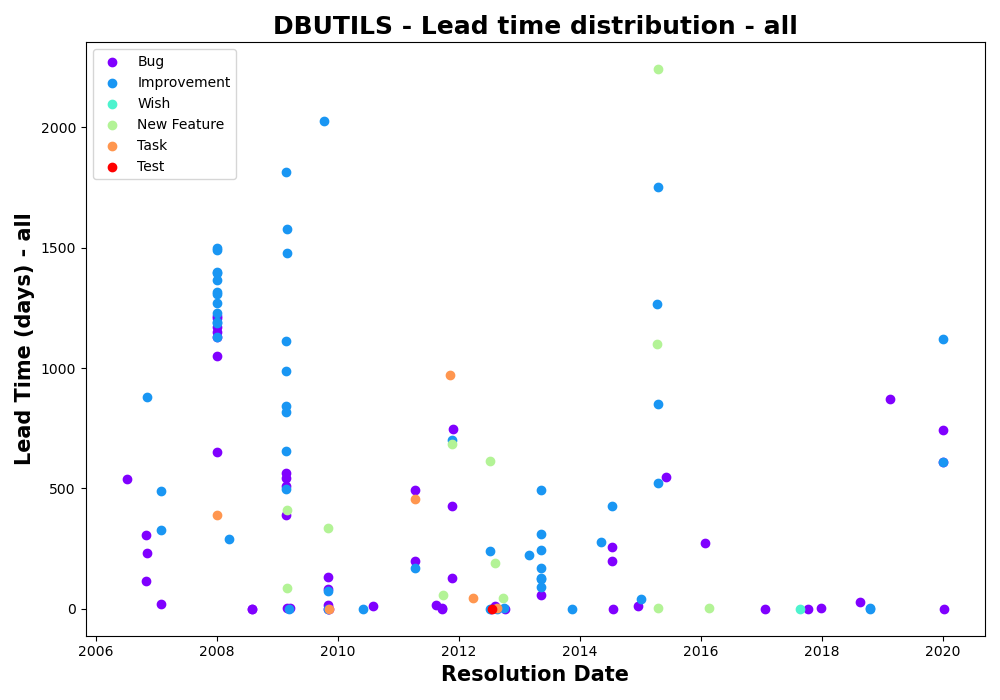 DBUTILS - Lead time distribution - all
Bug
Improvement
Wish
New Feature
Task
Test
Lead Time (days) - all
2000
1500
1000
500
0
2006 2008 2010 2012 2014 2016 2018 2020
Resolution Date